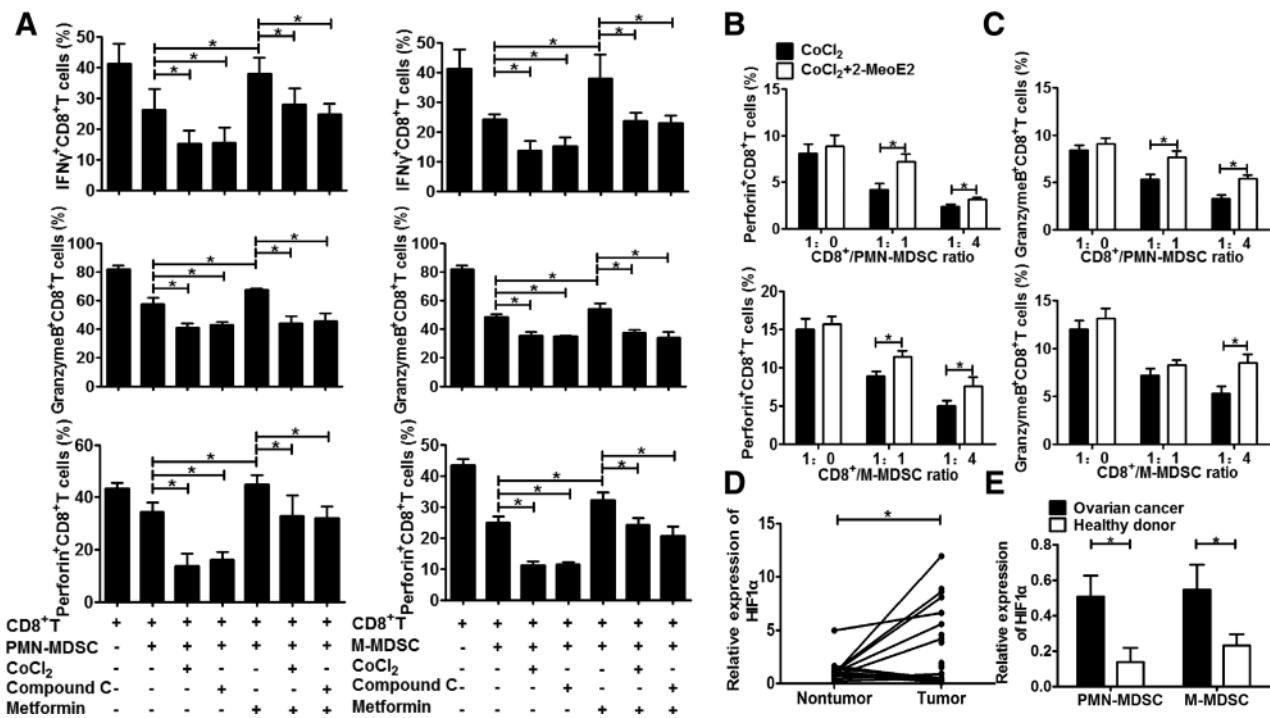 A
IFNγ⁺CD8⁺T cells (%)
50
40
30
20
10
0
* * * * * *
IFNγ⁺CD8⁺T cells (%)
50
40
30
20
10
0
* * * * * *
GranzymeB⁺CD8⁺T cells (%)
100
80
60
40
20
0
* * * * * *
GranzymeB⁺CD8⁺T cells (%)
100
80
60
40
20
0
* * * * * *
Perforin⁺CD8⁺T cells (%)
60
40
20
0
* * * * * *
Perforin⁺CD8⁺T cells (%)
50
40
30
20
10
0
* * * * * *
CD8⁺T + + + + + + +
PMN-MDSC - + + + + + +
CoCl₂ - - + - - + -
Compound C - - - + - - +
Metformin - - - - + + +
CD8⁺T + + + + + + +
M-MDSC - + + + + + +
CoCl₂ - - + - - + -
Compound C - - - + - - +
Metformin - - - - + + +
B
CoCl₂
CoCl₂+2-MeoE2
Perforin⁺CD8⁺T cells (%)
15
10
5
0
* *
1: 0 1: 1 1: 4
CD8⁺/PMN-MDSC ratio
Perforin⁺CD8⁺T cells (%)
20
15
10
5
0
* *
1: 0 1: 1 1: 4
CD8⁺/M-MDSC ratio
C
GranzymeB⁺CD8⁺T cells (%)
15
10
5
0
* *
1: 0 1: 1 1: 4
CD8⁺/PMN-MDSC ratio
GranzymeB⁺CD8⁺T cells (%)
20
15
10
5
0
*
1: 0 1: 1 1: 4
CD8⁺/M-MDSC ratio
D
Relative expression of
HIF1α
15
10
5
0
*
Nontumor Tumor
E
Ovarian cancer
Healthy donor
Relative expression
of HIF1α
0.8
0.6
0.4
0.2
0.0
* *
PMN-MDSC M-MDSC